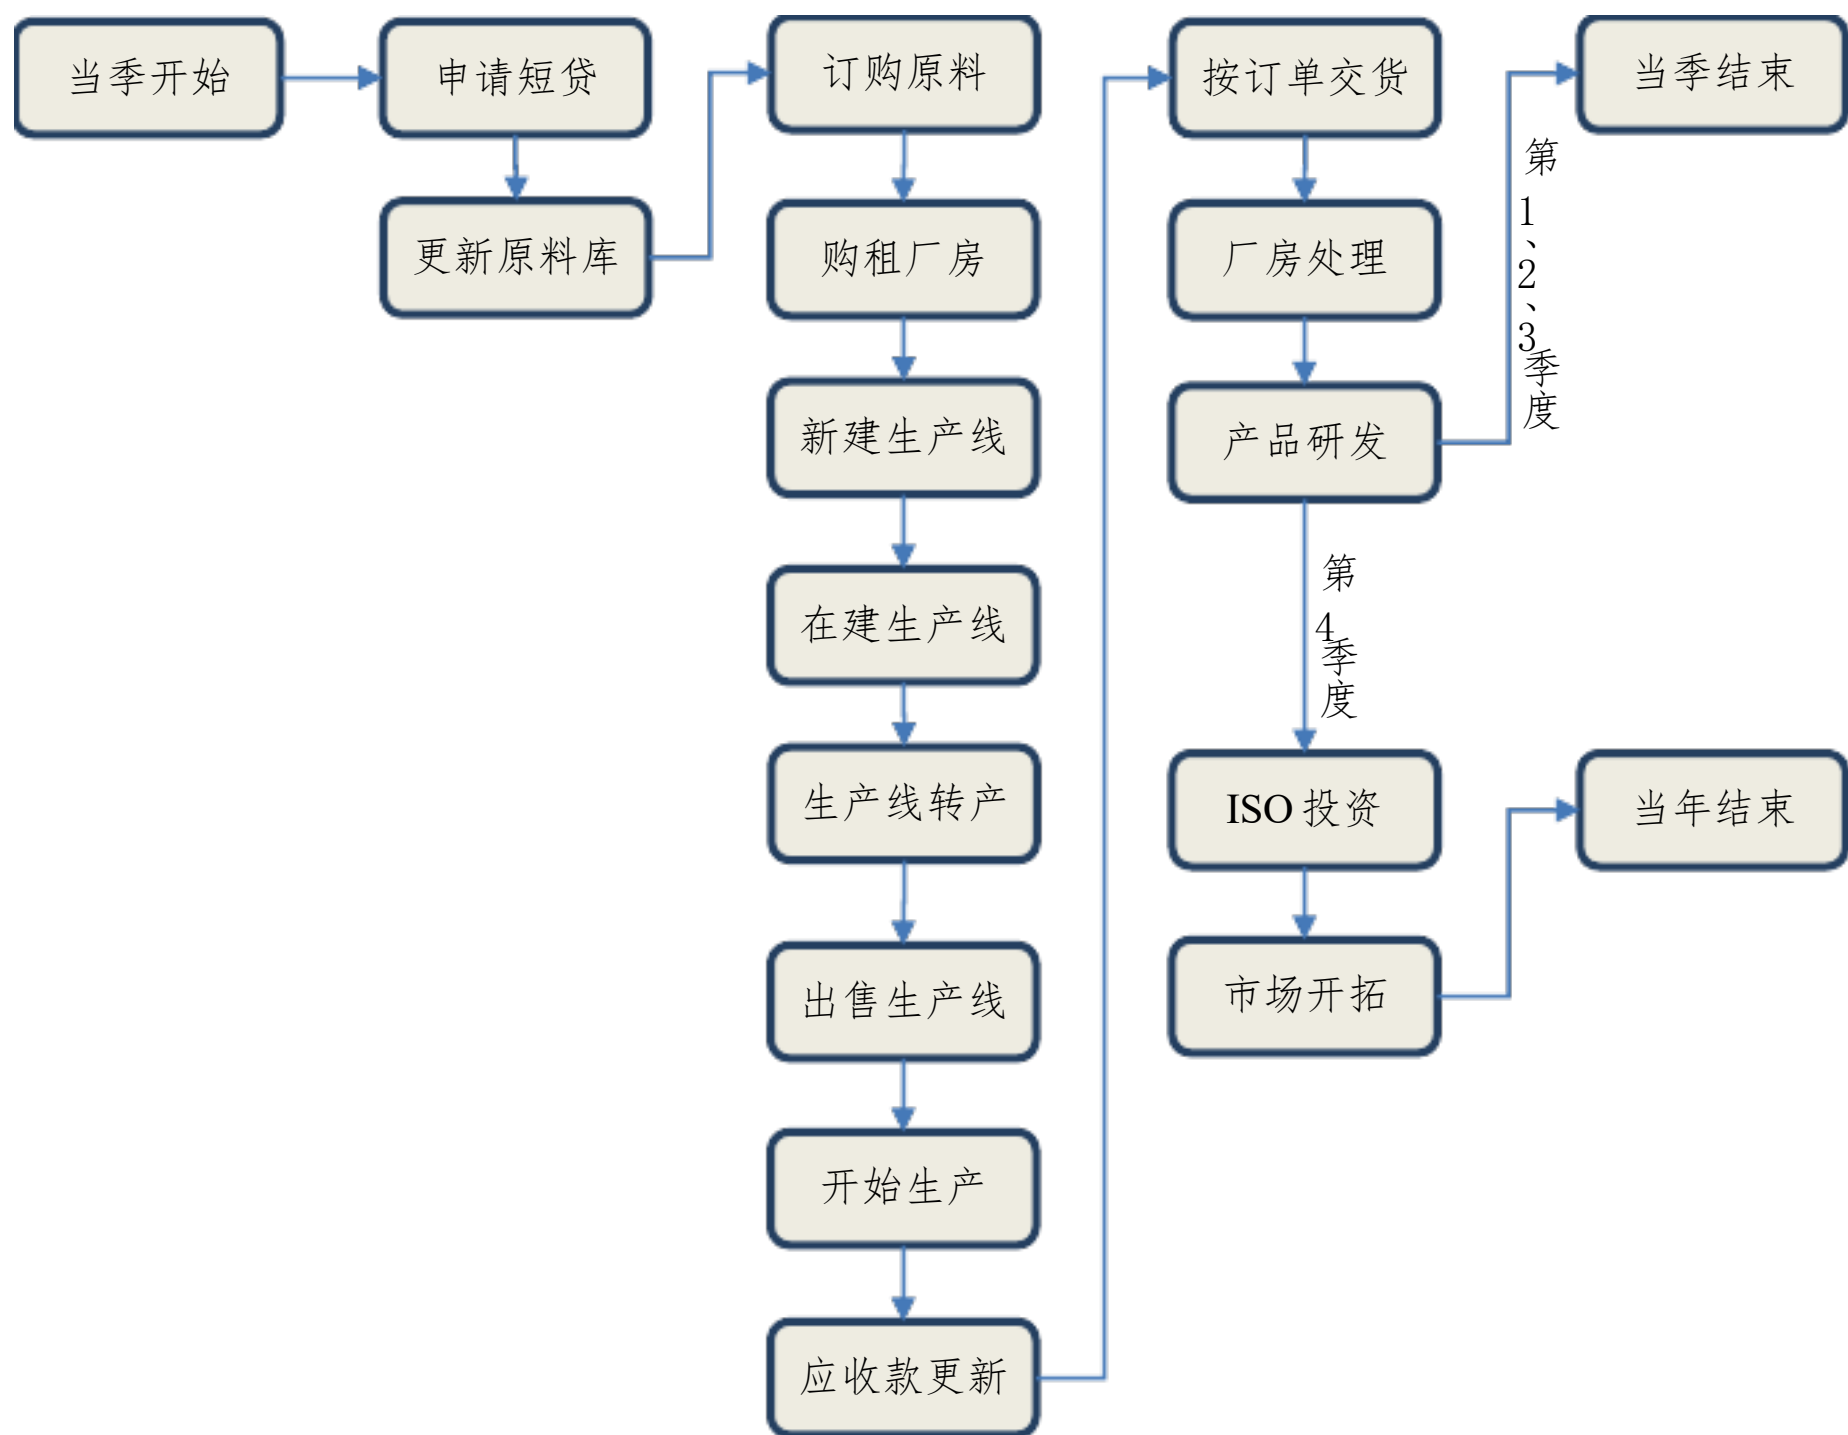 当季开始
申请短贷
更新原料库
订购原料
购租厂房
新建生产线
在建生产线
生产线转产
出售生产线
开始生产
应收款更新
按订单交货
厂房处理
产品研发
第1、2、3季度
当季结束
第4季度
ISO投资
市场开拓
当年结束